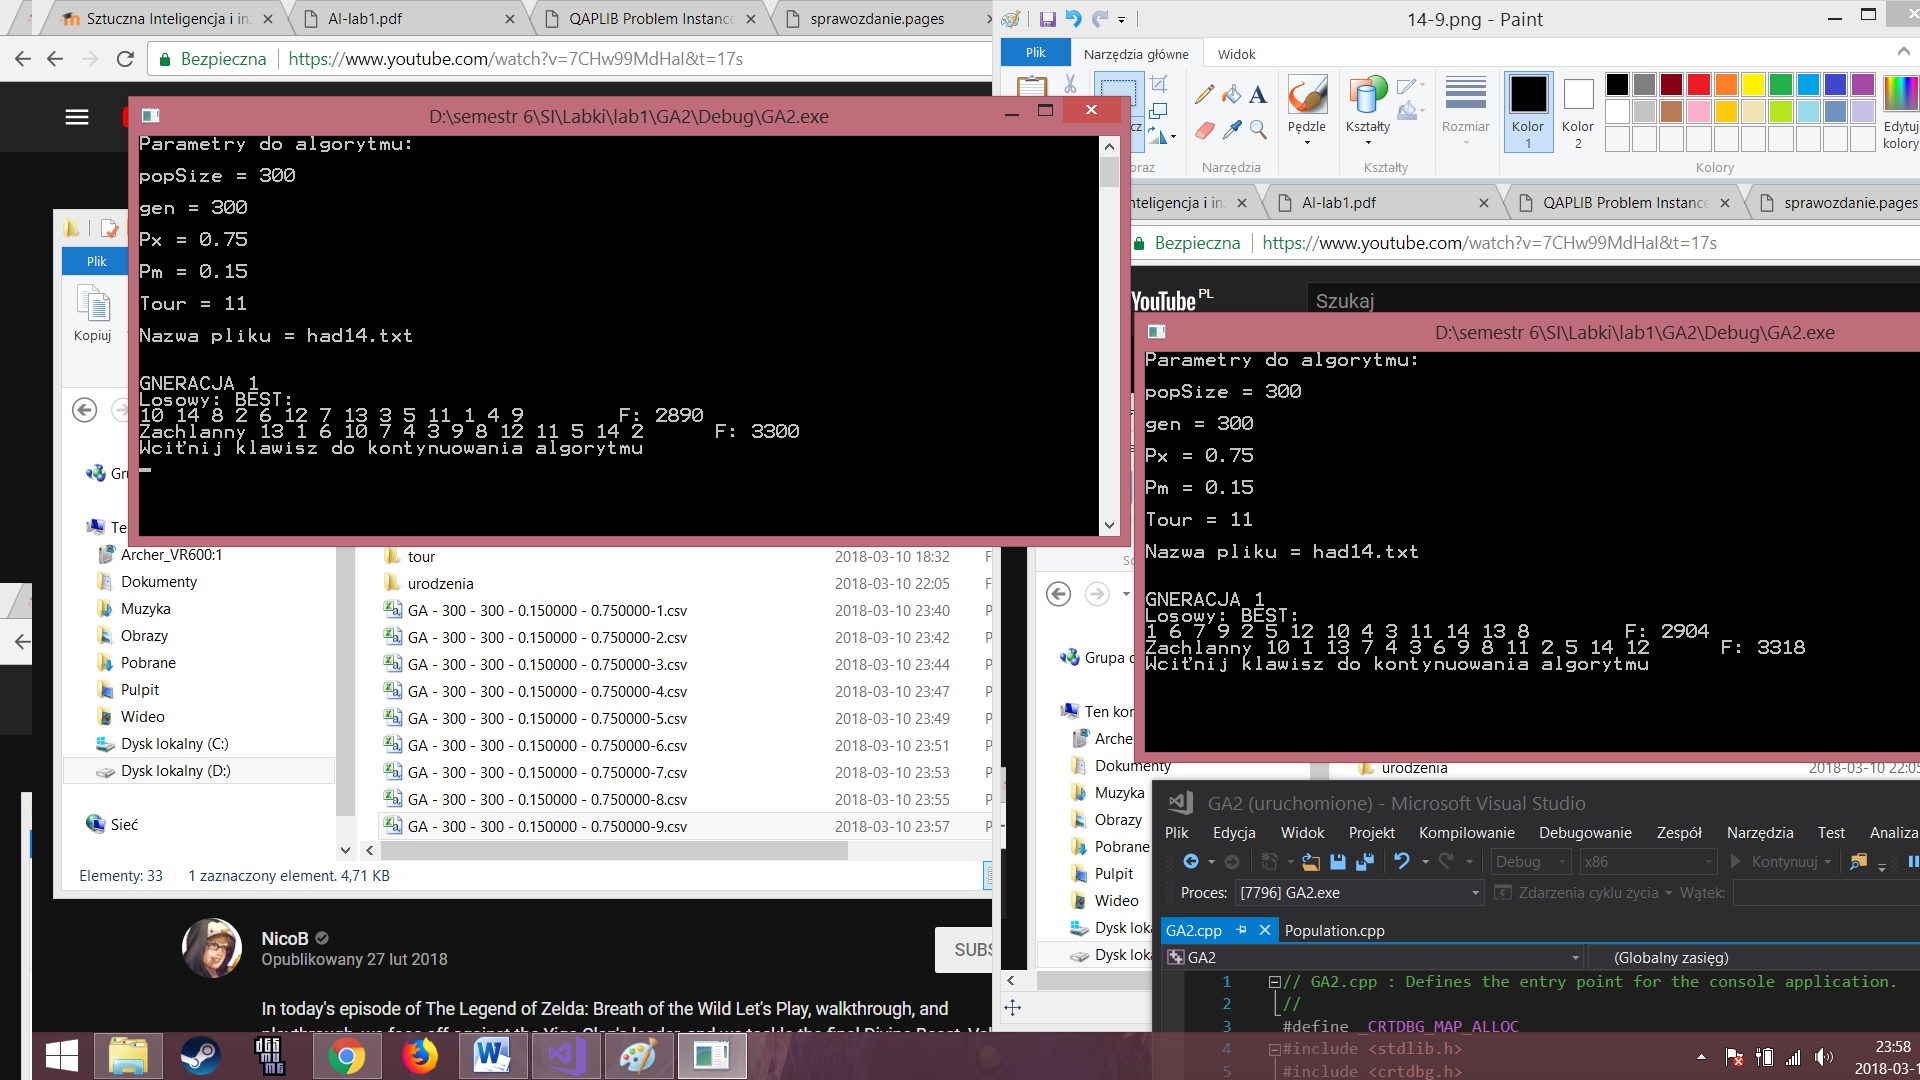 Sztuczna Inteligencja i in
AI-lab1.pdf
QAPLIB Problem Instance
sprawozdanie.pages
Bezpieczna
https://www.youtube.com/watch?v=7CHw99MdHaI&t=17s
14-9.png - Paint
Plik
Narzędzia główne
Widok
Pędzle
Kształty
Rozmiar
Kolor
1
Kolor
2
Edytuj
kolory
Narzędzia
Kształty
Kolory
D:\semestr 6\SI\Labki\lab1\GA2\Debug\GA2.exe
Parametry do algorytmu:
popSize = 300
gen = 300
Px = 0.75
Pm = 0.15
Tour = 11
Nazwa pliku = had14.txt
GNERACJA 1
Losowy: BEST:
10 14 8 2 6 12 7 13 3 5 11 1 4 9 F: 2890
Zachlanny 13 1 6 10 7 4 3 9 8 12 11 5 14 2 F: 3300
Wciťnij klawisz do kontynuowania algorytmu
Plik
Kopiuj
Archer_VR600:1
Dokumenty
Muzyka
Obrazy
Pobrane
Pulpit
Wideo
Dysk lokalny (C:)
Dysk lokalny (D:)
Sieć
tour 2018-03-10 18:32
urodzenia 2018-03-10 22:05
GA - 300 - 300 - 0.150000 - 0.750000-1.csv 2018-03-10 23:40
GA - 300 - 300 - 0.150000 - 0.750000-2.csv 2018-03-10 23:42
GA - 300 - 300 - 0.150000 - 0.750000-3.csv 2018-03-10 23:44
GA - 300 - 300 - 0.150000 - 0.750000-4.csv 2018-03-10 23:47
GA - 300 - 300 - 0.150000 - 0.750000-5.csv 2018-03-10 23:49
GA - 300 - 300 - 0.150000 - 0.750000-6.csv 2018-03-10 23:51
GA - 300 - 300 - 0.150000 - 0.750000-7.csv 2018-03-10 23:53
GA - 300 - 300 - 0.150000 - 0.750000-8.csv 2018-03-10 23:55
GA - 300 - 300 - 0.150000 - 0.750000-9.csv 2018-03-10 23:57
Elementy: 33 1 zaznaczony element. 4,71 KB
NicoB
Opublikowany 27 lut 2018
SUBS
In today's episode of The Legend of Zelda: Breath of the Wild Let's Play, walkthrough, and
nteligencja i in
AI-lab1.pdf
QAPLIB Problem Instance
sprawozdanie.pages
Bezpieczna
https://www.youtube.com/watch?v=7CHw99MdHaI&t=17s
YouTube PL
Szukaj
D:\semestr 6\SI\Labki\lab1\GA2\Debug\GA2.exe
Parametry do algorytmu:
popSize = 300
gen = 300
Px = 0.75
Pm = 0.15
Tour = 11
Nazwa pliku = had14.txt
GNERACJA 1
Losowy: BEST:
1 6 7 9 2 5 12 10 4 3 11 14 13 8 F: 2904
Zachlanny 10 1 13 7 4 3 6 9 8 11 2 5 14 12 F: 3318
Wciťnij klawisz do kontynuowania algorytmu
Grupa
Ten
Dokumenty
Muzyka
Obrazy
Pobrane
Pulpit
Wideo
urodzenia 2018-03-10 22:05
GA2 (uruchomione) - Microsoft Visual Studio
Plik Edycja Widok Projekt Kompilowanie Debugowanie Zespół Narzędzia Test Analiza
Debug x86 Kontynuuj
Proces: [7796] GA2.exe Zdarzenia cyklu życia Wątek:
GA2.cpp Population.cpp
GA2 (Globalny zasięg)
1 // GA2.cpp : Defines the entry point for the console application.
2 //
3 #define _CRTDBG_MAP_ALLOC
4 #include <stdlib.h>
5 #include <crtdbg.h>
23:58
2018-03-1